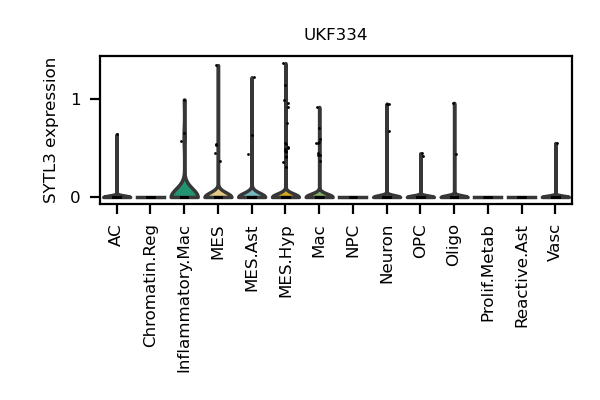 UKF334
SYTL3 expression
1
0
AC
Chromatin.Reg
Inflammatory.Mac
MES
MES.Ast
MES.Hyp
Mac
NPC
Neuron
OPC
Oligo
Prolif.Metab
Reactive.Ast
Vasc